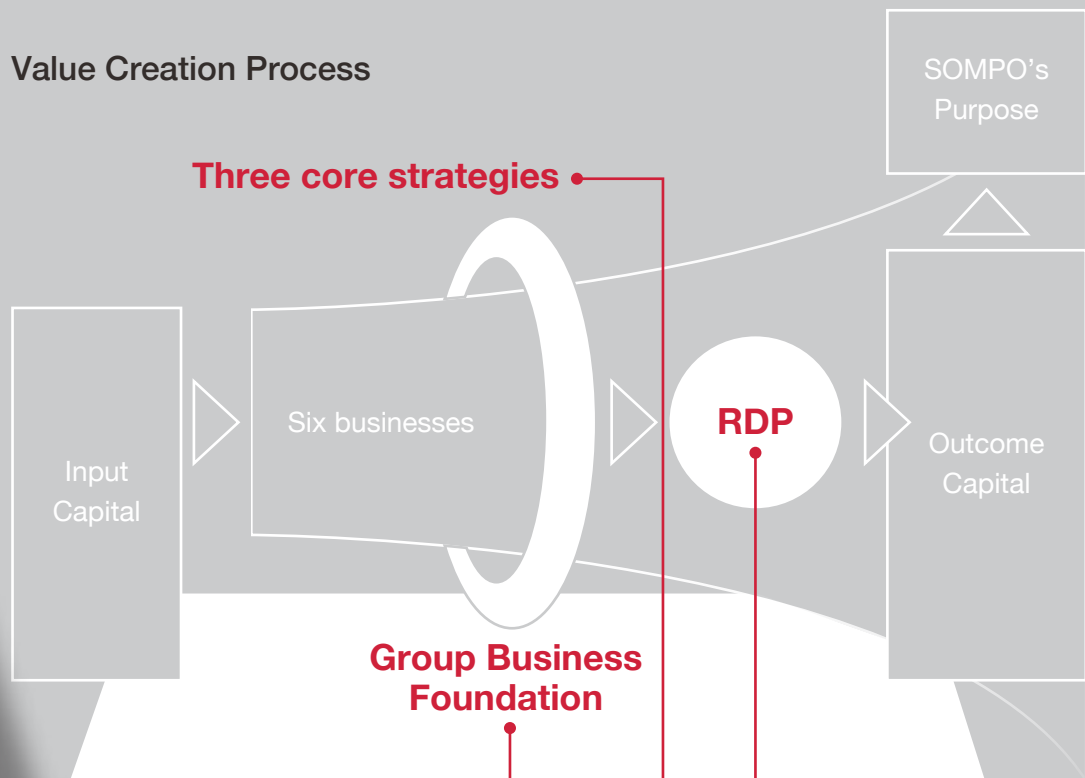 Value Creation Process
SOMPO’s
Purpose
Three core strategies
Six businesses
RDP
Input
Capital
Outcome
Capital
Group Business
Foundation